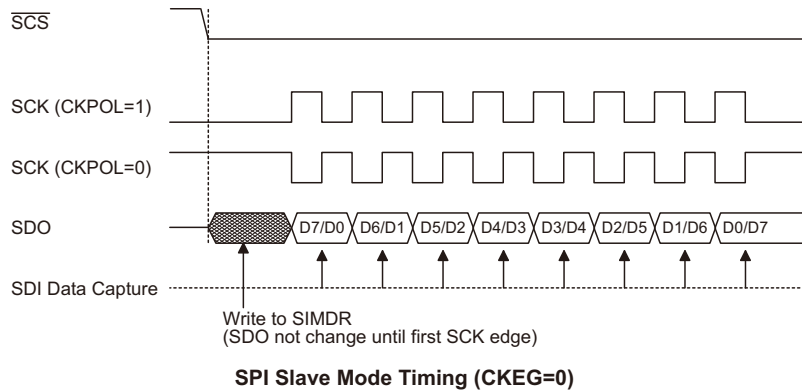 SCS
SCK (CKPOL=1)
SCK (CKPOL=0)
SDO
D7/D0 D6/D1 D5/D2 D4/D3 D3/D4 D2/D5 D1/D6 D0/D7
SDI Data Capture
Write to SIMDR
(SDO not change until first SCK edge)
SPI Slave Mode Timing (CKEG=0)